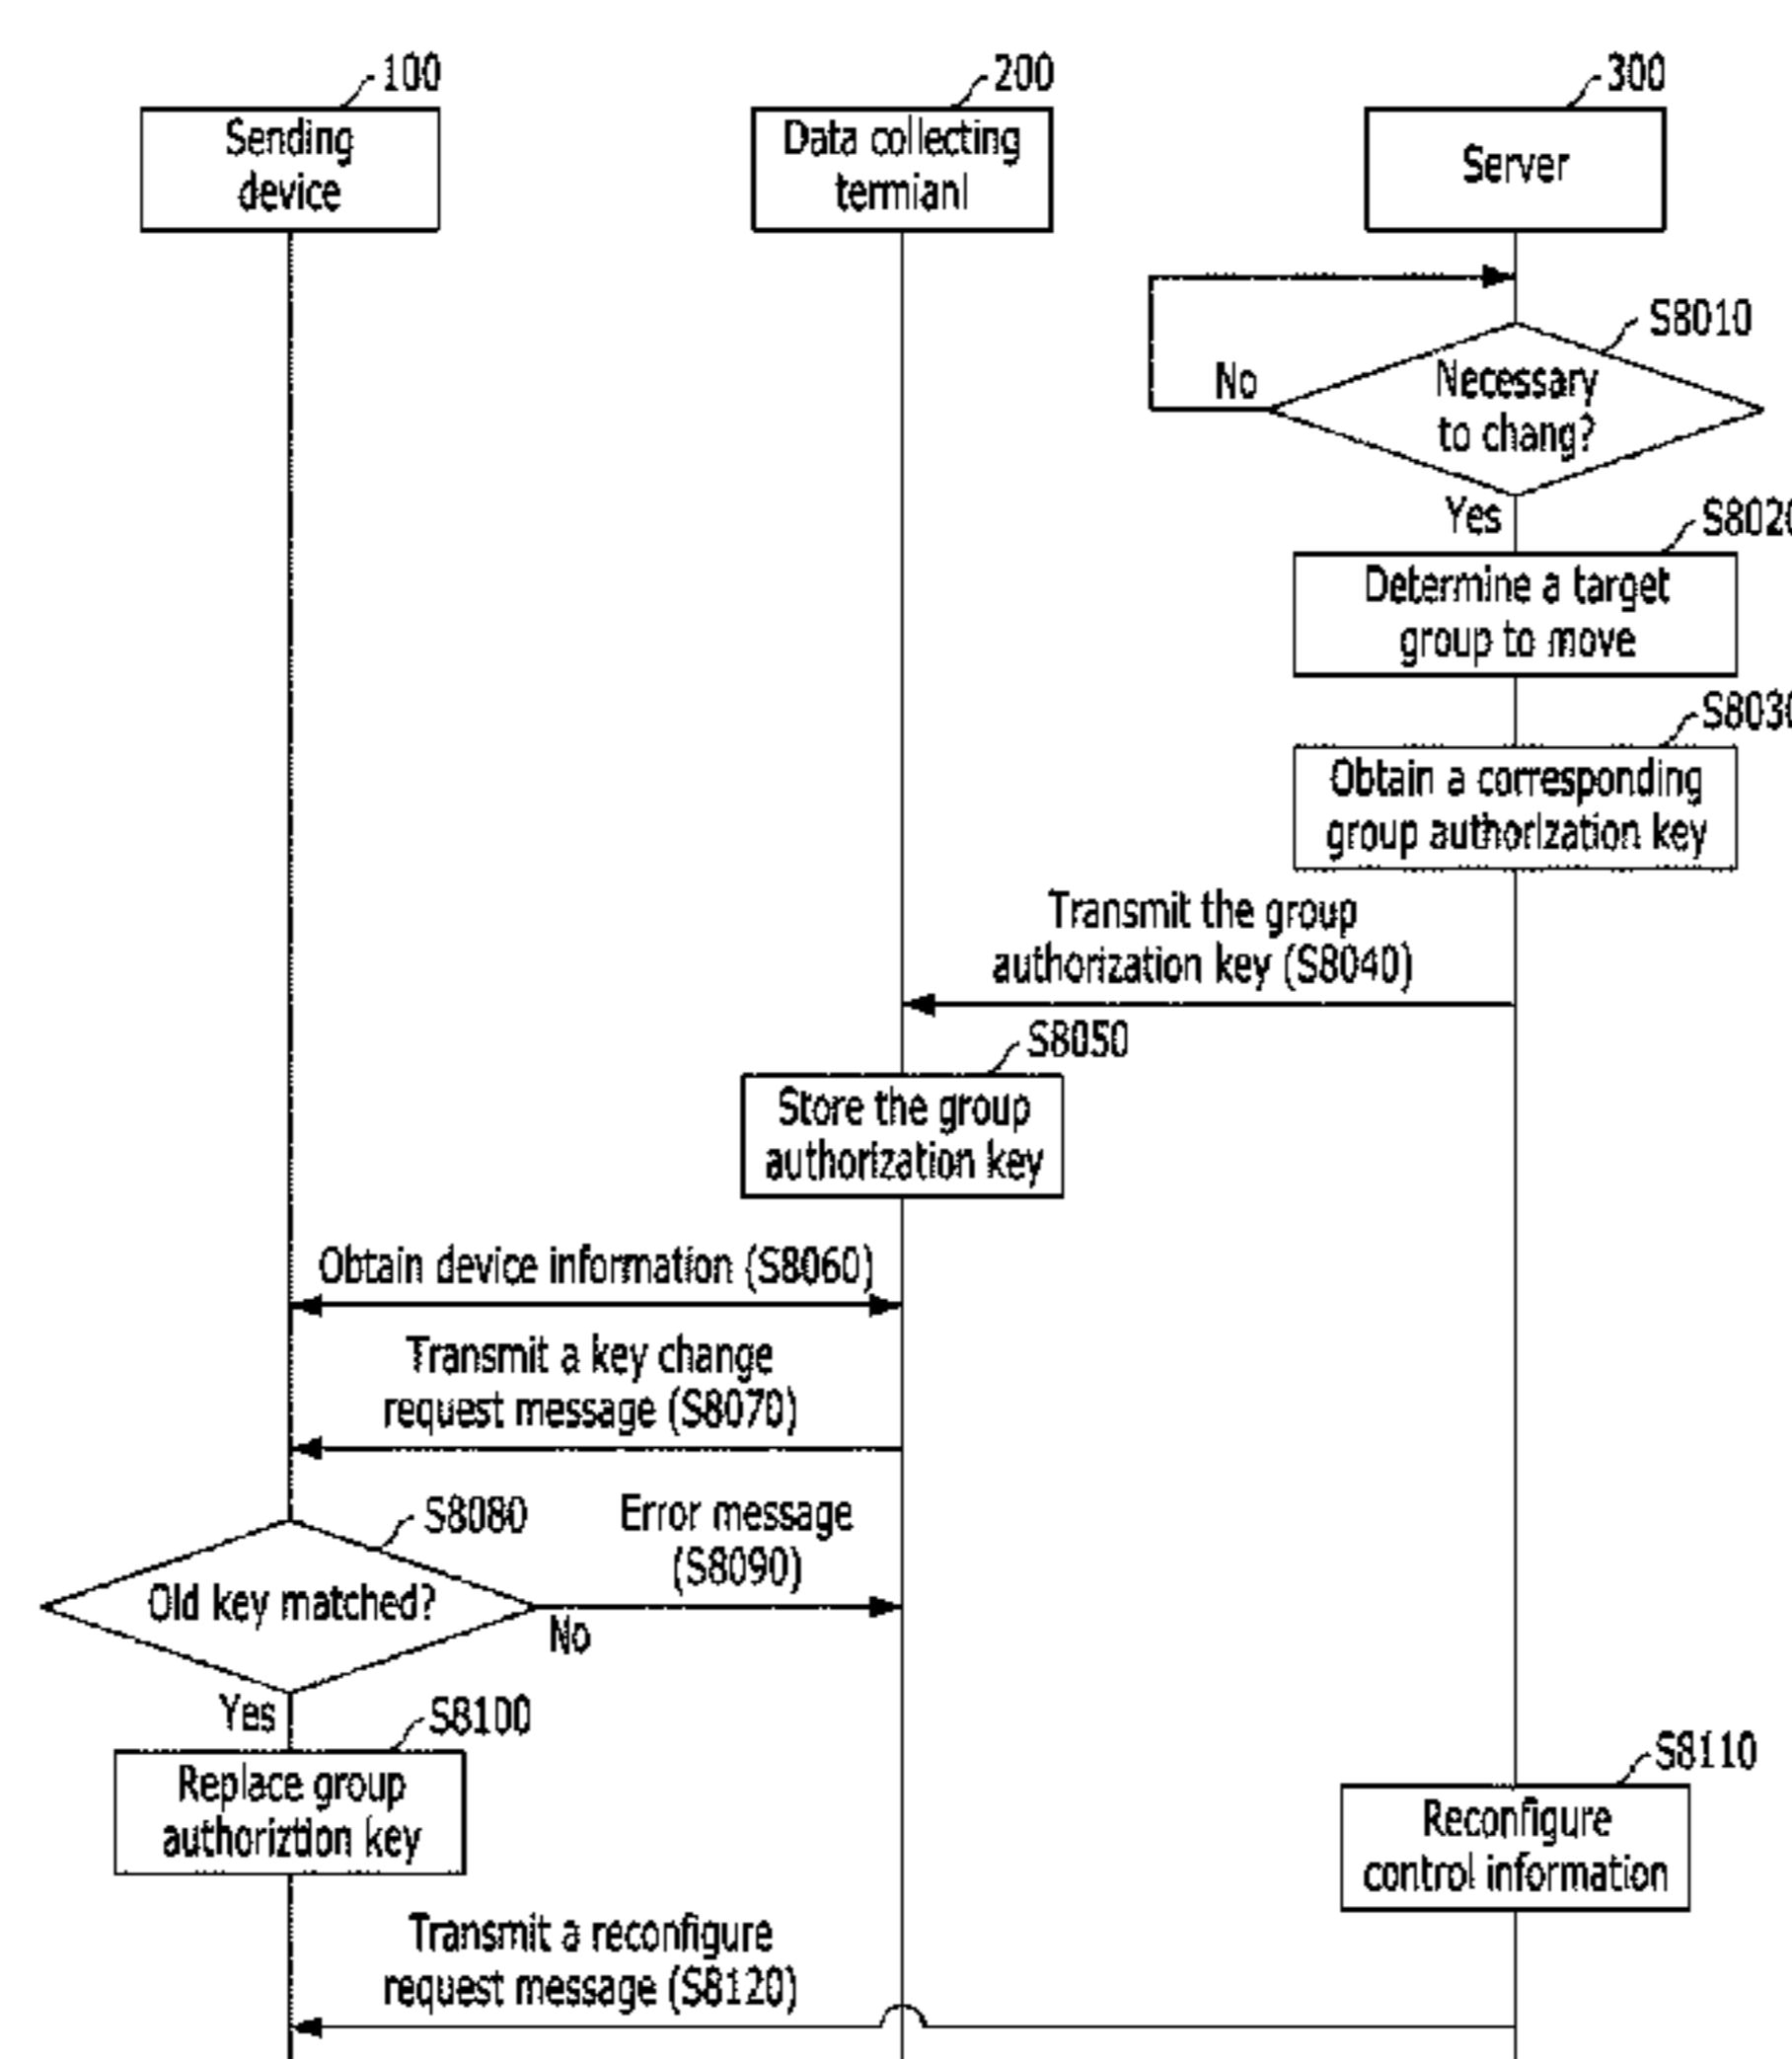 100
Sending
device
200
Data collecting
termianl
300
Server
S8010
Necessary
to chang?
No
Yes
S8020
Determine a target
group to move
S8030
Obtain a corresponding
group authorization key
Transmit the group
authorization key (S8040)
S8050
Store the group
authorization key
Obtain device information (S8060)
Transmit a key change
request message (S8070)
S8080
Old key matched?
Error message
(S8090)
No
Yes
S8100
Replace group
authoriztion key
S8110
Reconfigure
control information
Transmit a reconfigure
request message (S8120)